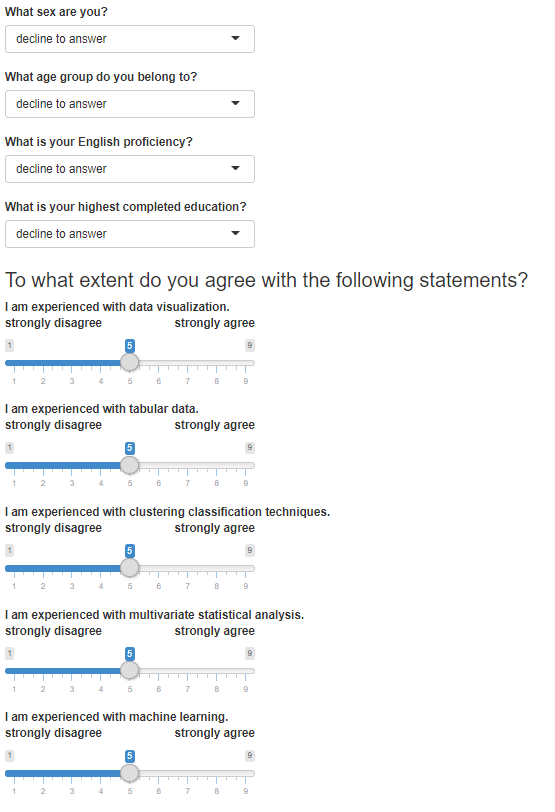 What sex are you?
decline to answer
What age group do you belong to?
decline to answer
What is your English proficiency?
decline to answer
What is your highest completed education?
decline to answer
To what extent do you agree with the following statements?
I am experienced with data visualization.
strongly disagree strongly agree
1 5 9
1 2 3 4 5 6 7 8 9
I am experienced with tabular data.
strongly disagree strongly agree
1 5 9
1 2 3 4 5 6 7 8 9
I am experienced with clustering classification techniques.
strongly disagree strongly agree
1 5 9
1 2 3 4 5 6 7 8 9
I am experienced with multivariate statistical analysis.
strongly disagree strongly agree
1 5 9
1 2 3 4 5 6 7 8 9
I am experienced with machine learning.
strongly disagree strongly agree
1 5 9
1 2 3 4 5 6 7 8 9